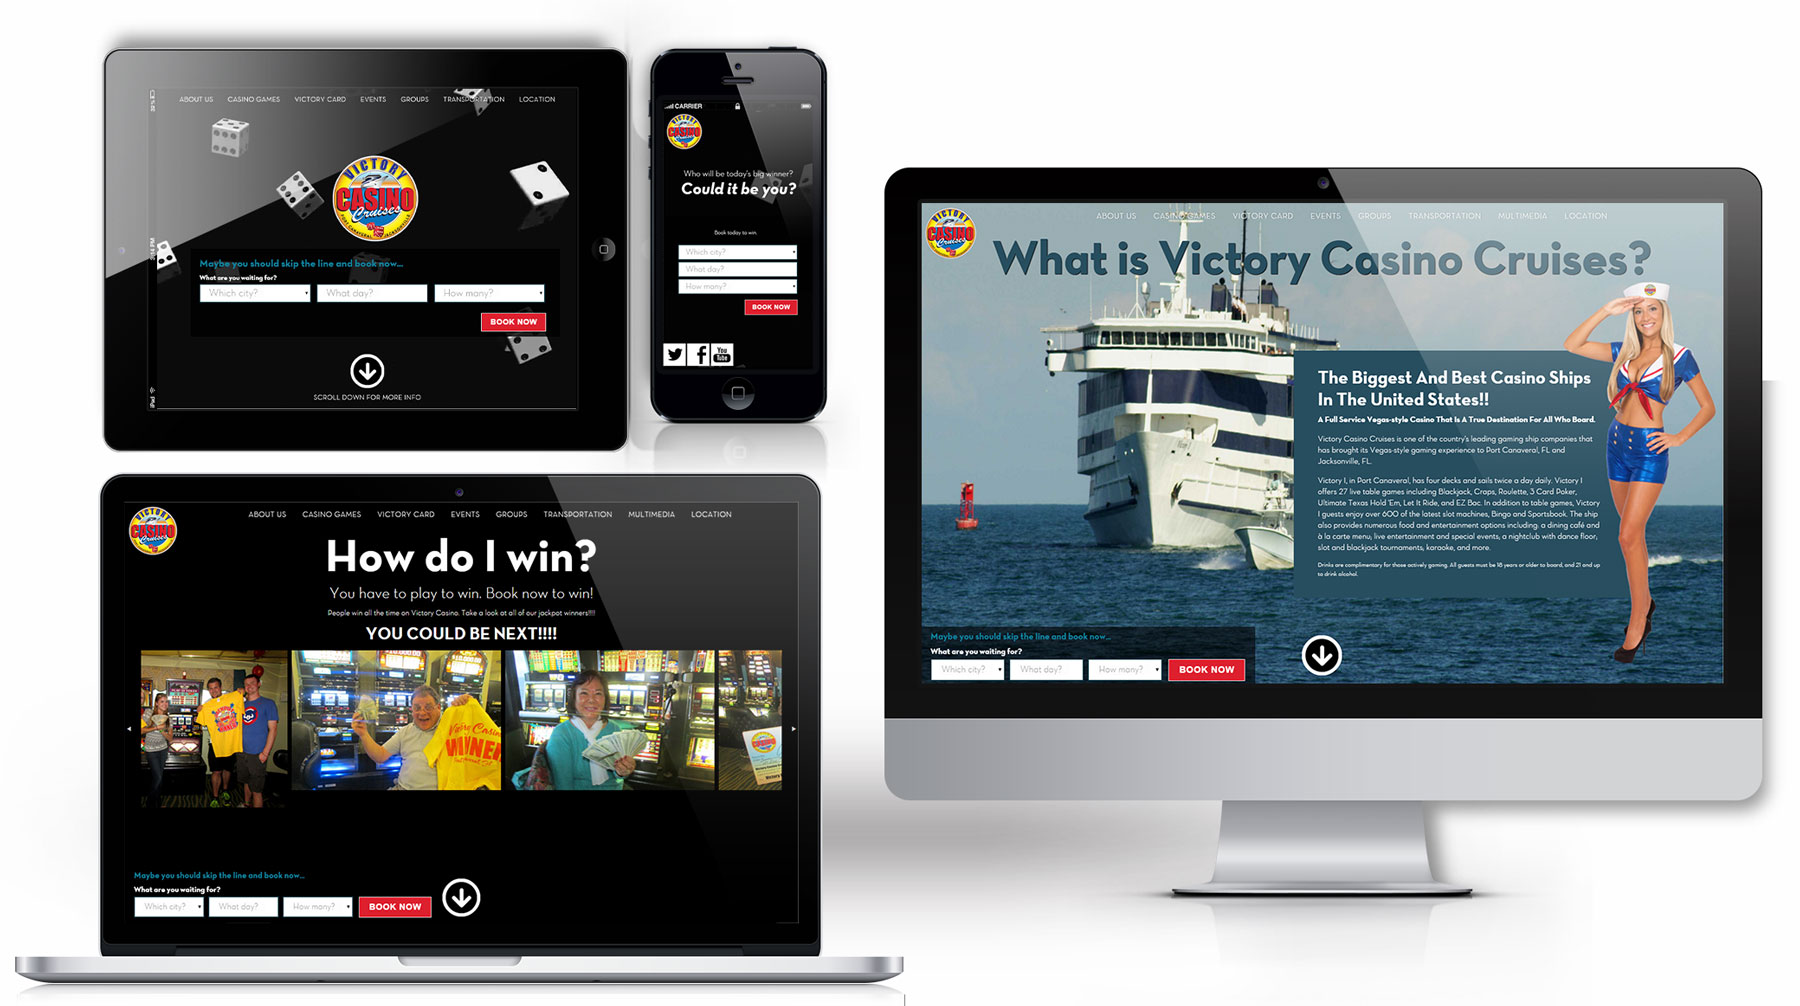 ABOUT US CASINO GAMES VICTORY CARD EVENTS GROUPS TRANSPORTATION LOCATION
VICTORY
CASINO
Cruises
PORT CANAVERAL JACKSONVILLE
Maybe you should skip the line and book now...
What are you waiting for?
Which city? What day? How many?
BOOK NOW
SCROLL DOWN FOR MORE INFO
iPad
CARRIER
VICTORY
CASINO
Cruises
Who will be today's big winner?
Could it be you?
Book today to win.
Which city?
What day?
How many?
BOOK NOW
You
Tube
ABOUT US CASINO GAMES VICTORY CARD EVENTS GROUPS TRANSPORTATION MULTIMEDIA LOCATION
VICTORY
CASINO
Cruises
What is Victory Casino Cruises?
The Biggest And Best Casino Ships
In The United States!!
A Full Service Vegas-style Casino That Is A True Destination For All Who Board.
Victory Casino Cruises is one of the country's leading gaming ship companies that
has brought its Vegas-style gaming experience to Port Canaveral, FL and
Jacksonville, FL.
Victory I, in Port Canaveral, has four decks and sails twice a day daily. Victory I
offers 27 live table games including Blackjack, Craps, Roulette, 3 Card Poker,
Ultimate Texas Hold 'Em, Let It Ride, and EZ Bac. In addition to table games, Victory
I guests enjoy over 600 of the latest slot machines, Bingo and Sportsbook. The ship
also provides numerous food and entertainment options including: a dining café and
à la carte menu, live entertainment and special events, a nightclub with dance floor,
slot and blackjack tournaments, karaoke, and more.
Drinks are complimentary for those actively gaming. All guests must be 18 years or older to board, and 21 and up
to drink alcohol.
Maybe you should skip the line and book now...
What are you waiting for?
Which city? What day? How many? BOOK NOW
ABOUT US CASINO GAMES VICTORY CARD EVENTS GROUPS TRANSPORTATION MULTIMEDIA LOCATION
VICTORY
CASINO
Cruises
How do I win?
You have to play to win. Book now to win!
People win all the time on Victory Casino. Take a look at all of our jackpot winners!!!!
YOU COULD BE NEXT!!!!
Victory Casino
WINNER
Maybe you should skip the line and book now...
What are you waiting for?
Which city? What day? How many? BOOK NOW